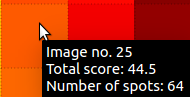 Image no. 25
Total score: 44.5
Number of spots: 64